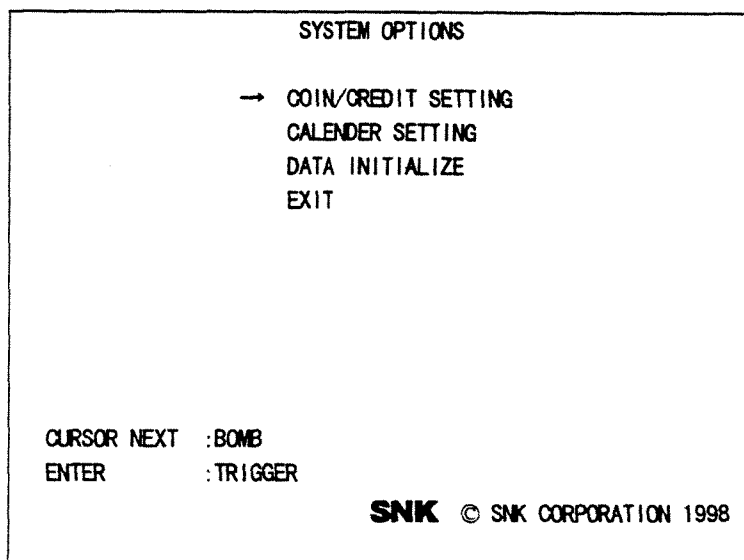 SYSTEM OPTIONS
→ COIN/CREDIT SETTING
CALENDER SETTING
DATA INITIALIZE
EXIT
CURSOR NEXT :BOMB
ENTER :TRIGGER
SNK © SNK CORPORATION 1998